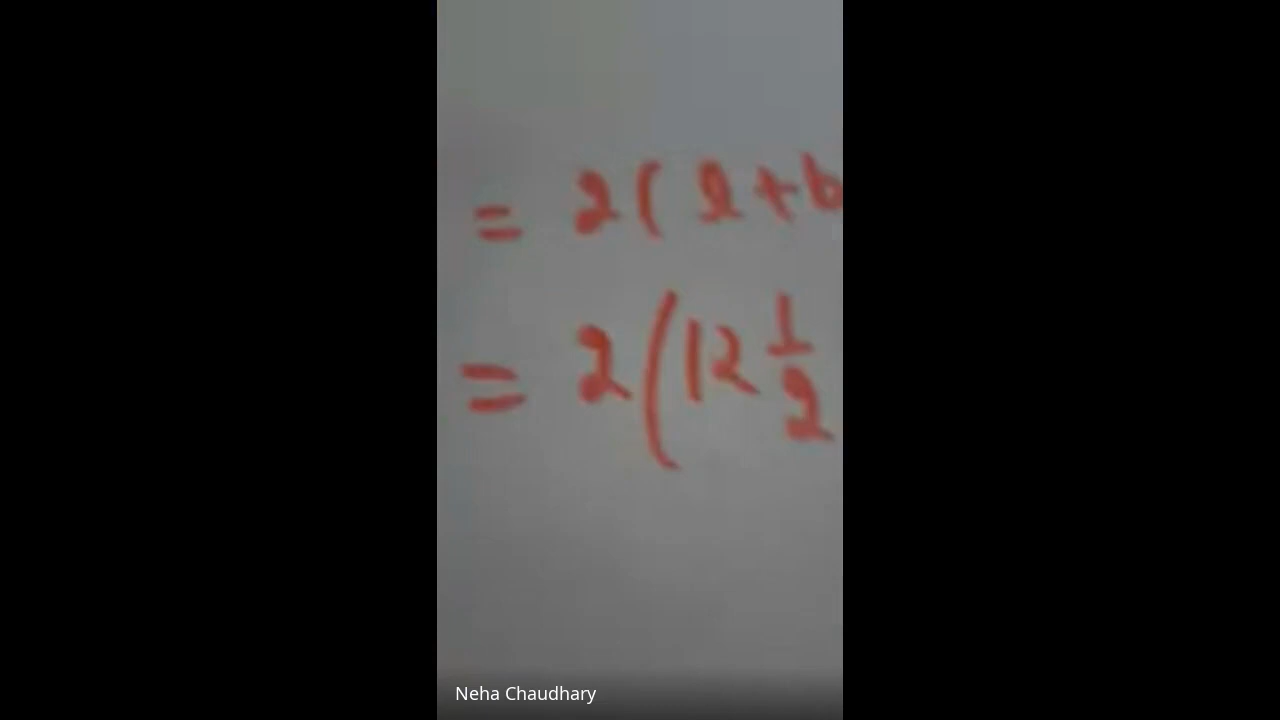 = 2( l + b
= 2( 12 1/2
Neha Chaudhary